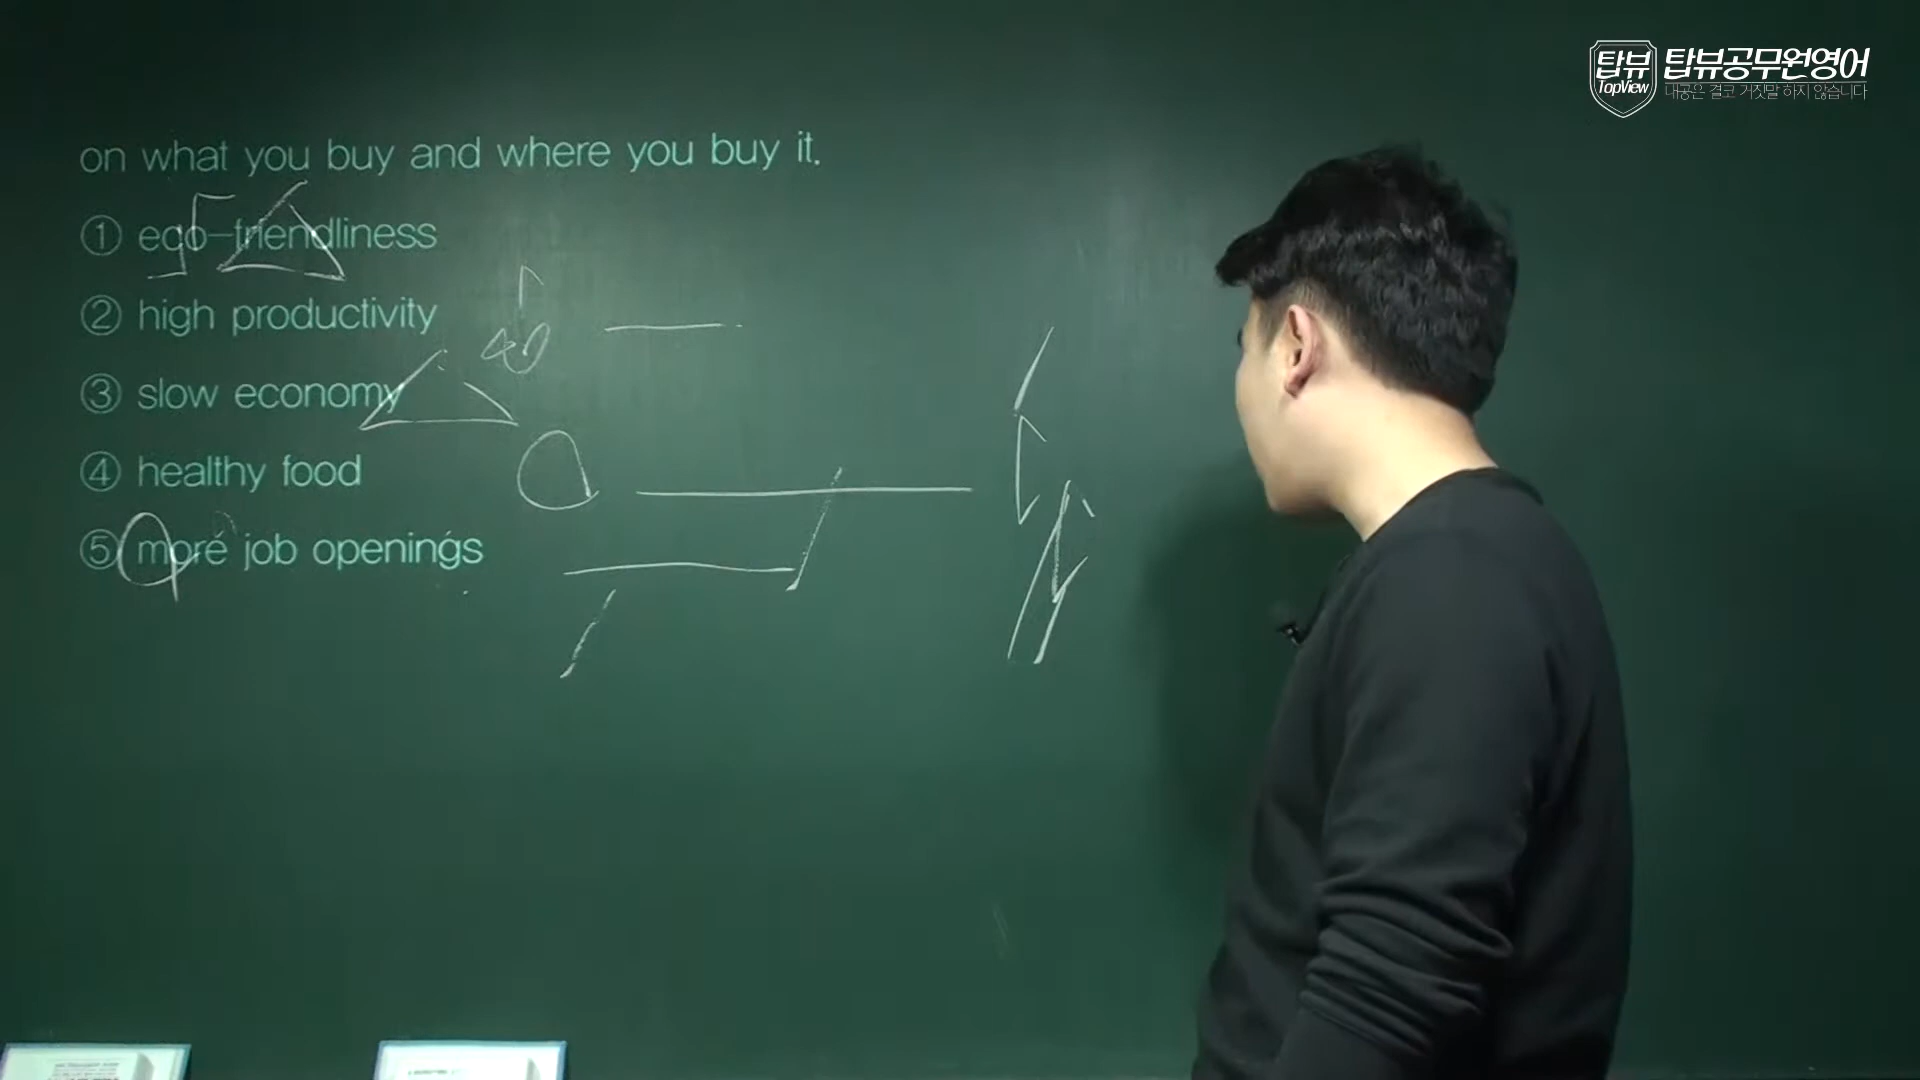 탑뷰 탑뷰공무원영어
TopView 내공은 결코 거짓말 하지 않습니다
on what you buy and where you buy it.
① eco-friendliness
② high productivity
③ slow economy
④ healthy food
⑤ more job openings